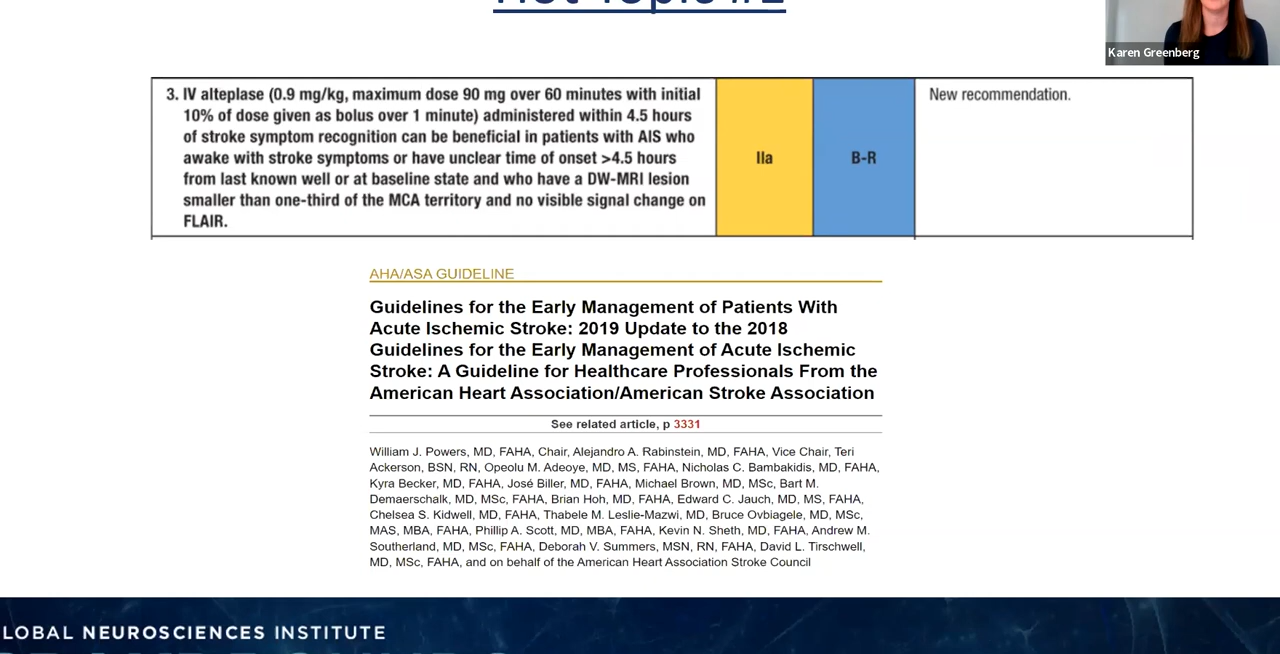 Hot Topic #2
Karen Greenberg
3. IV alteplase (0.9 mg/kg, maximum dose 90 mg over 60 minutes with initial
10% of dose given as bolus over 1 minute) administered within 4.5 hours
of stroke symptom recognition can be beneficial in patients with AIS who
awake with stroke symptoms or have unclear time of onset >4.5 hours
from last known well or at baseline state and who have a DW-MRI lesion
smaller than one-third of the MCA territory and no visible signal change on
FLAIR.
IIa
B-R
New recommendation.
AHA/ASA GUIDELINE
Guidelines for the Early Management of Patients With
Acute Ischemic Stroke: 2019 Update to the 2018
Guidelines for the Early Management of Acute Ischemic
Stroke: A Guideline for Healthcare Professionals From the
American Heart Association/American Stroke Association
See related article, p 3331
William J. Powers, MD, FAHA, Chair, Alejandro A. Rabinstein, MD, FAHA, Vice Chair, Teri
Ackerson, BSN, RN, Opeolu M. Adeoye, MD, MS, FAHA, Nicholas C. Bambakidis, MD, FAHA,
Kyra Becker, MD, FAHA, José Biller, MD, FAHA, Michael Brown, MD, MSc, Bart M.
Demaerschalk, MD, MSc, FAHA, Brian Hoh, MD, FAHA, Edward C. Jauch, MD, MS, FAHA,
Chelsea S. Kidwell, MD, FAHA, Thabele M. Leslie-Mazwi, MD, Bruce Ovbiagele, MD, MSc,
MAS, MBA, FAHA, Phillip A. Scott, MD, MBA, FAHA, Kevin N. Sheth, MD, FAHA, Andrew M.
Southerland, MD, MSc, FAHA, Deborah V. Summers, MSN, RN, FAHA, David L. Tirschwell,
MD, MSc, FAHA, and on behalf of the American Heart Association Stroke Council
LOBAL NEUROSCIENCES INSTITUTE